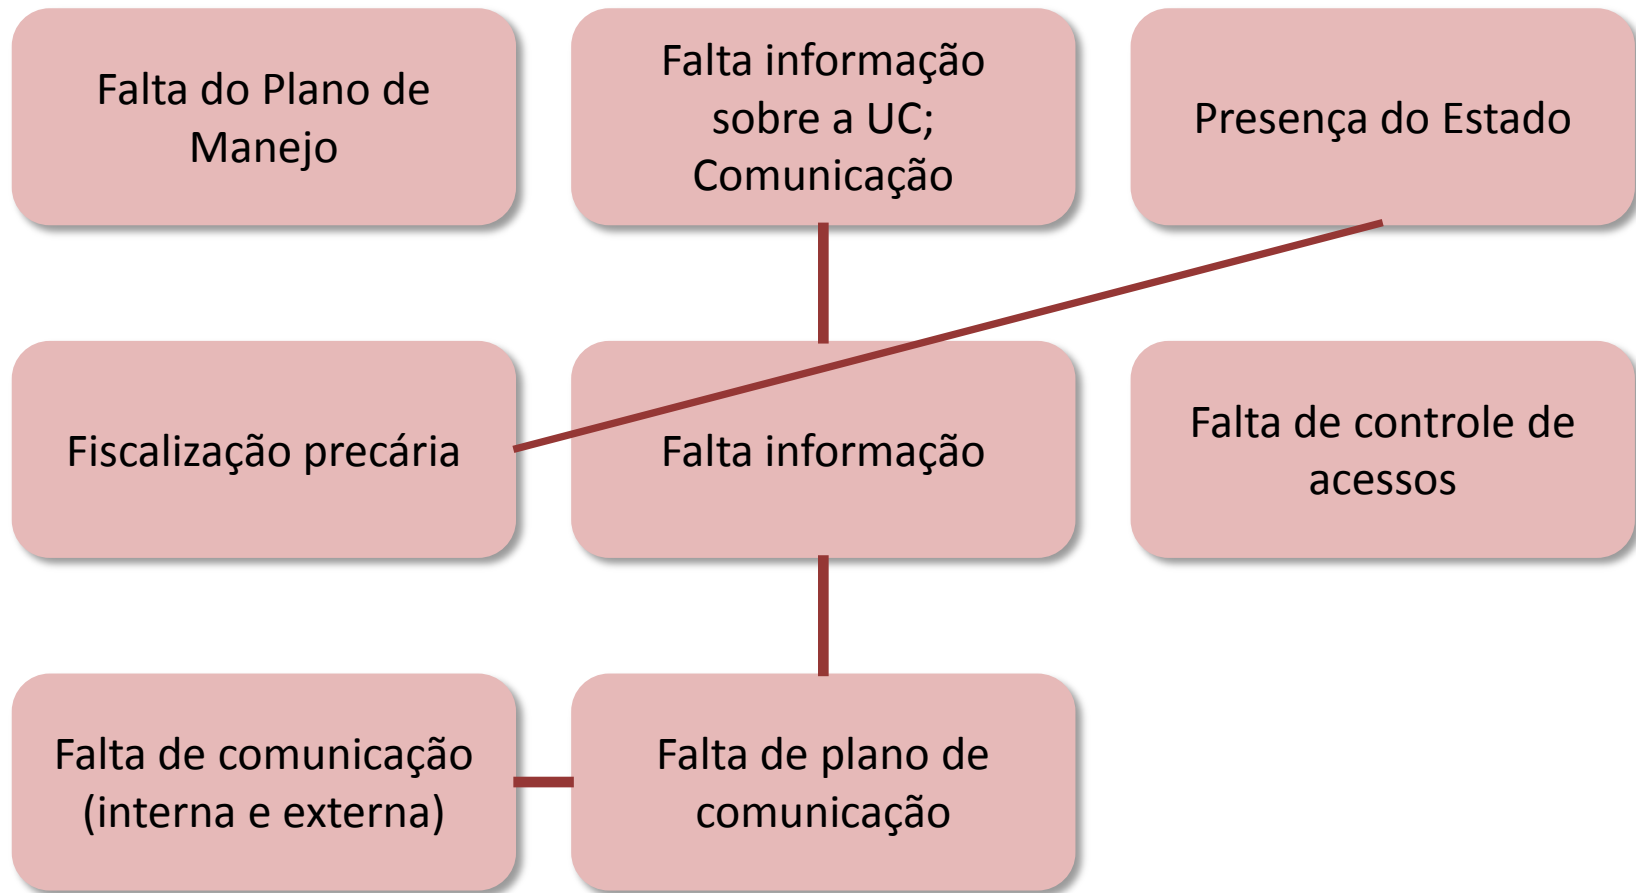 Falta do Plano de
Manejo
Falta informação
sobre a UC;
Comunicação
Presença do Estado
Fiscalização precária
Falta informação
Falta de controle de
acessos
Falta de comunicação
(interna e externa)
Falta de plano de
comunicação